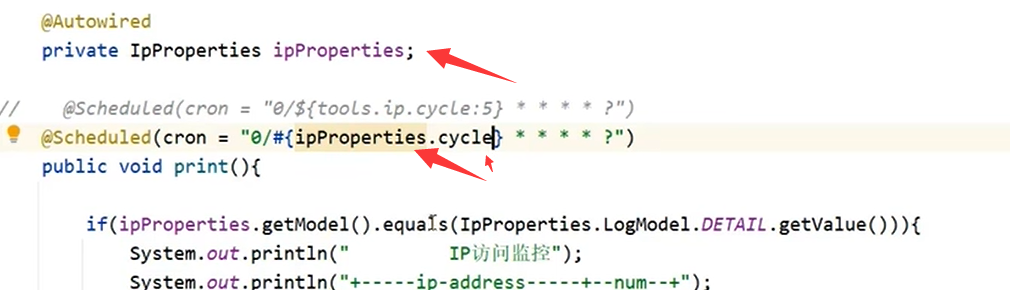 @Autowired
private IpProperties ipProperties;
// @Scheduled(cron = "0/${tools.ip.cycle:5} * * * * ?")
@Scheduled(cron = "0/#{ipProperties.cycle} * * * * ?")
public void print(){
if(ipProperties.getModel().equals(IpProperties.LogModel.DETAIL.getValue())){
System.out.println(" IP访问监控");
System.out.println("+-----ip-address-----+--num--+");